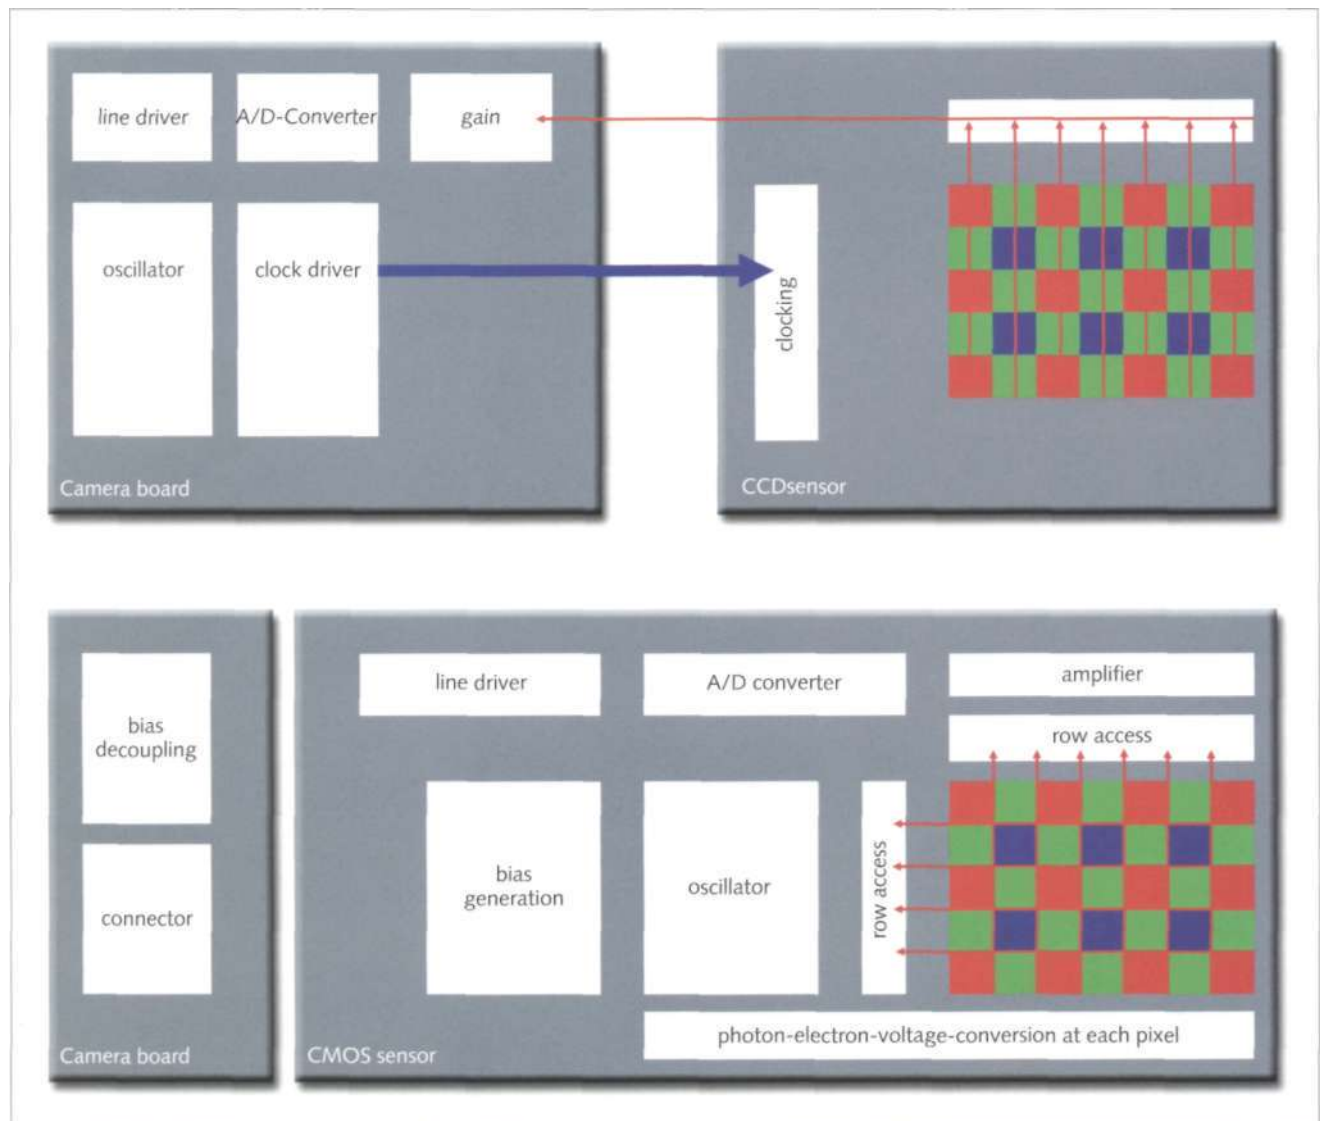 line driver
A/D-Converter
gain
oscillator
clock driver
clocking
Camera board
CCDsensor
line driver
A/D converter
amplifier
row access
bias
decoupling
bias
generation
oscillator
row access
connector
photon-electron-voltage-conversion at each pixel
Camera board
CMOS sensor